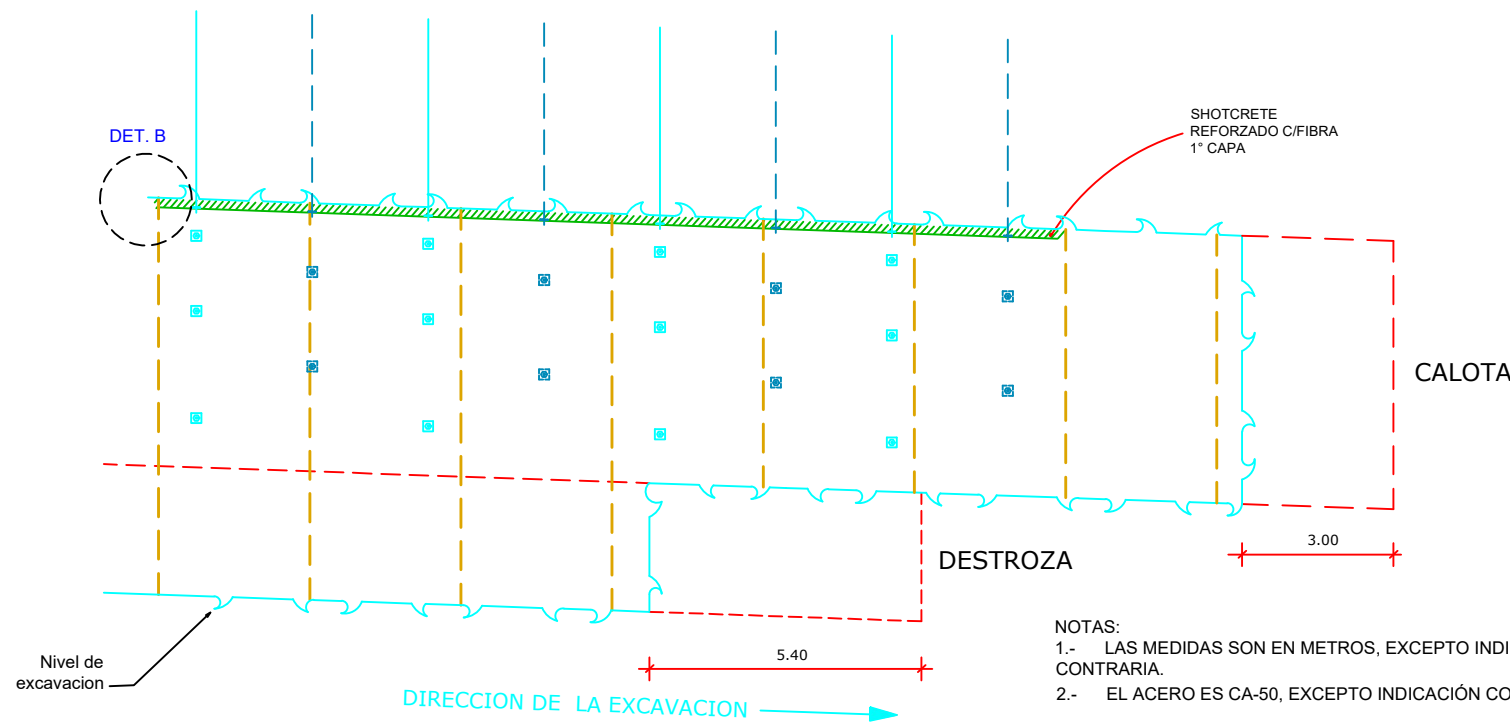 DET. B
SHOTCRETE
REFORZADO C/FIBRA
1° CAPA
CALOTA
3.00
DESTROZA
5.40
Nivel de
excavacion
DIRECCION DE LA EXCAVACION
NOTAS:
1.- LAS MEDIDAS SON EN METROS, EXCEPTO INDI
CONTRARIA.
2.- EL ACERO ES CA-50, EXCEPTO INDICACIÓN CO